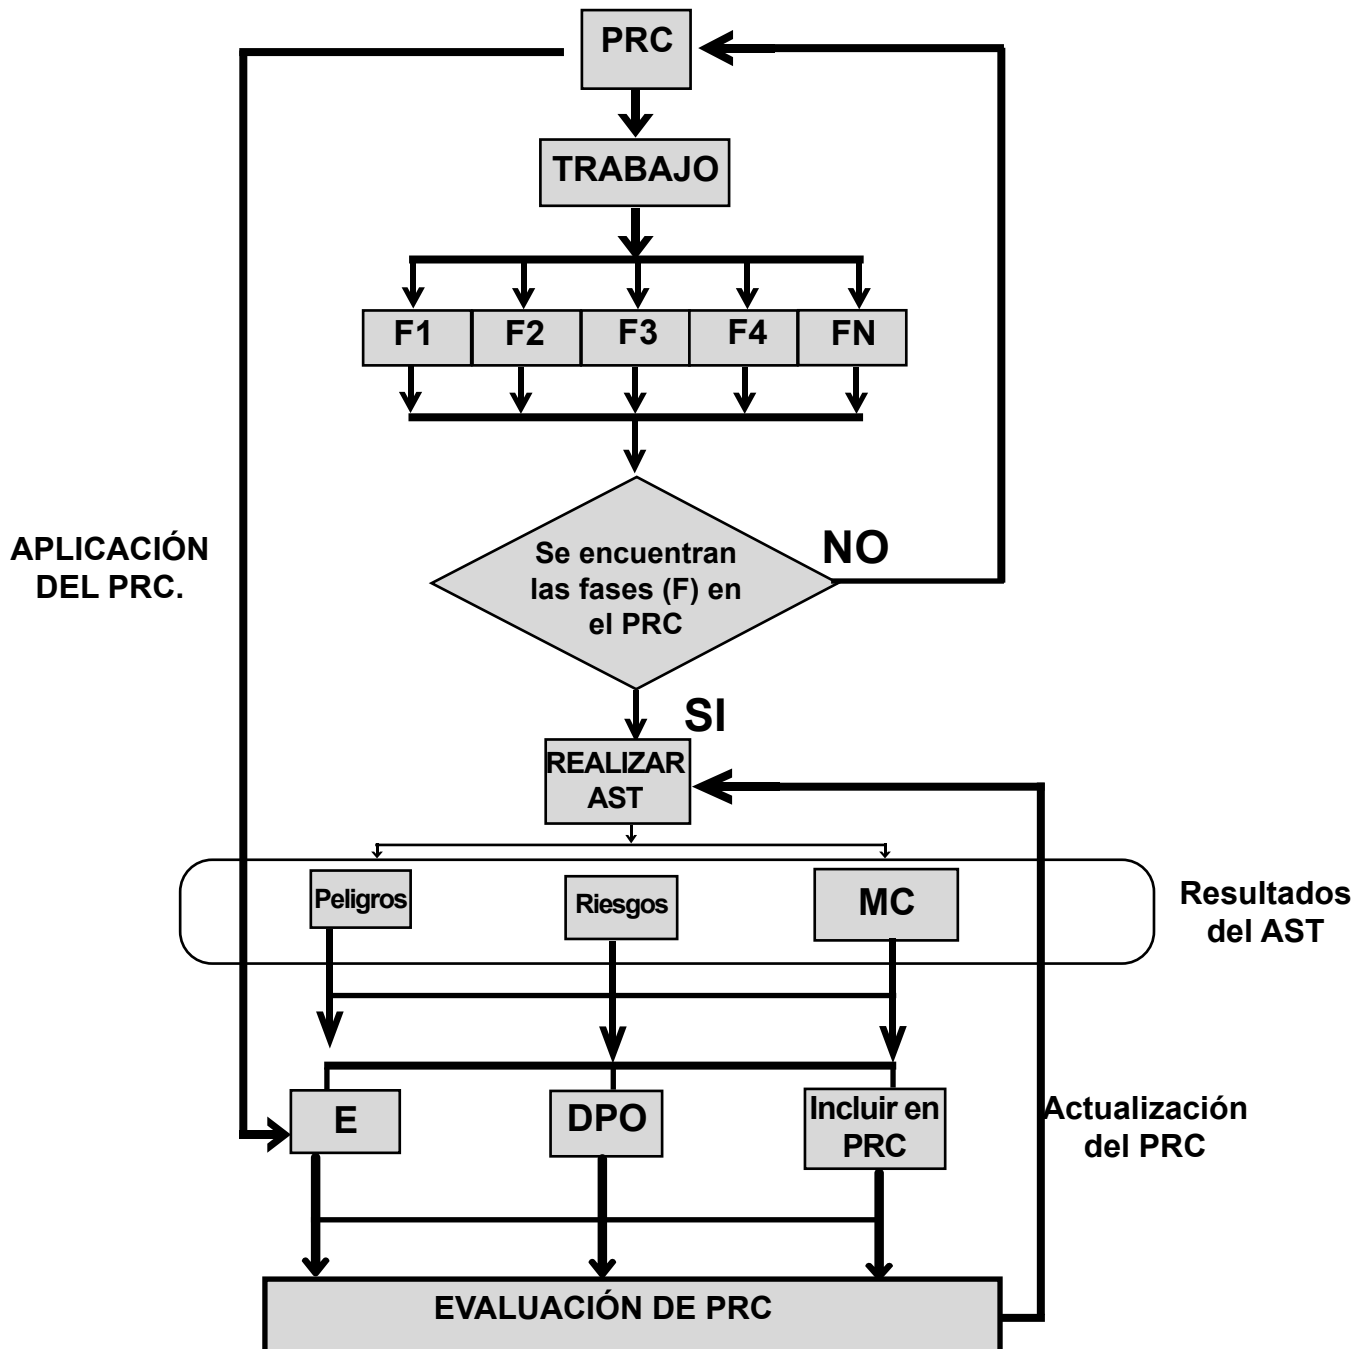 PRC
TRABAJO
F1 F2 F3 F4 FN
Se encuentran
las fases (F) en
el PRC
NO
APLICACIÓN
DEL PRC.
SI
REALIZAR
AST
Peligros
Riesgos
MC
Resultados
del AST
E
DPO
Incluir en
PRC
Actualización
del PRC
EVALUACIÓN DE PRC